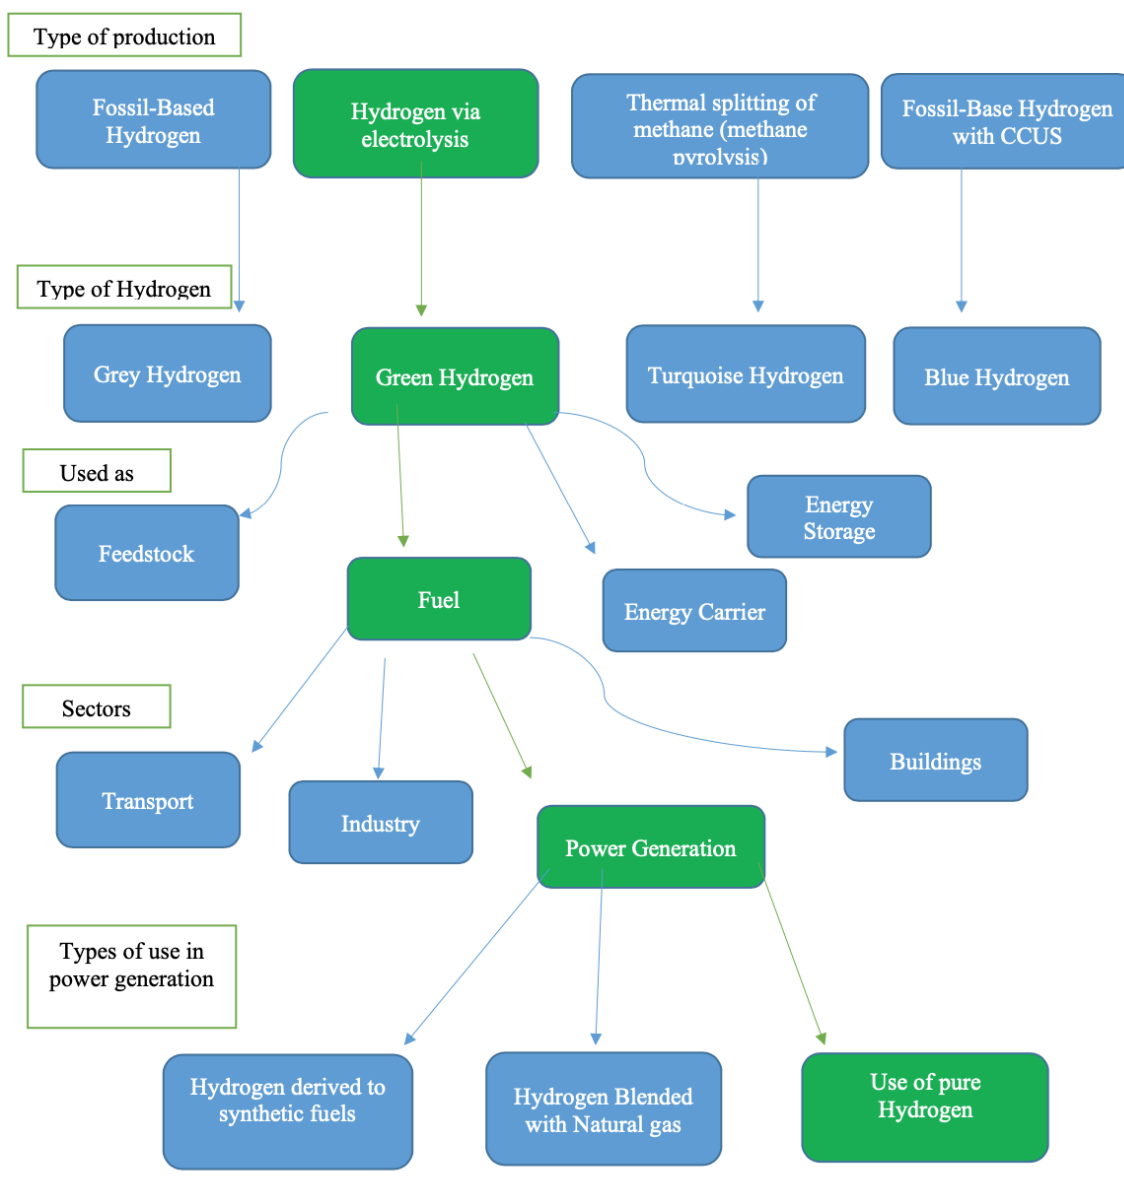 Type of production
Fossil-Based
Hydrogen
Hydrogen via
electrolysis
Thermal splitting of
methane (methane
pyrolysis)
Fossil-Base Hydrogen
with CCUS
Type of Hydrogen
Grey Hydrogen
Green Hydrogen
Turquoise Hydrogen
Blue Hydrogen
Used as
Feedstock
Fuel
Energy Carrier
Energy
Storage
Sectors
Transport
Industry
Power Generation
Buildings
Types of use in
power generation
Hydrogen derived to
synthetic fuels
Hydrogen Blended
with Natural gas
Use of pure
Hydrogen